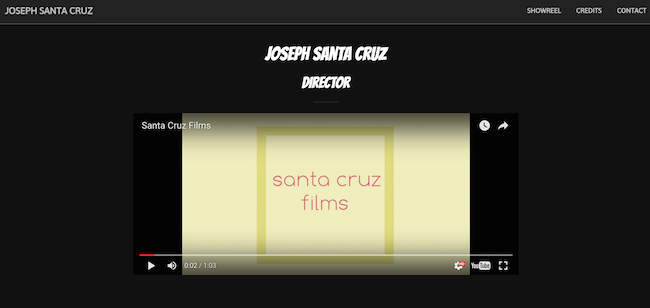 JOSEPH SANTA CRUZ
SHOWREEL CREDITS CONTACT
JOSEPH SANTA CRUZ
DIRECTOR
Santa Cruz Films
santa cruz
films
0:02 / 1:03
YouTube